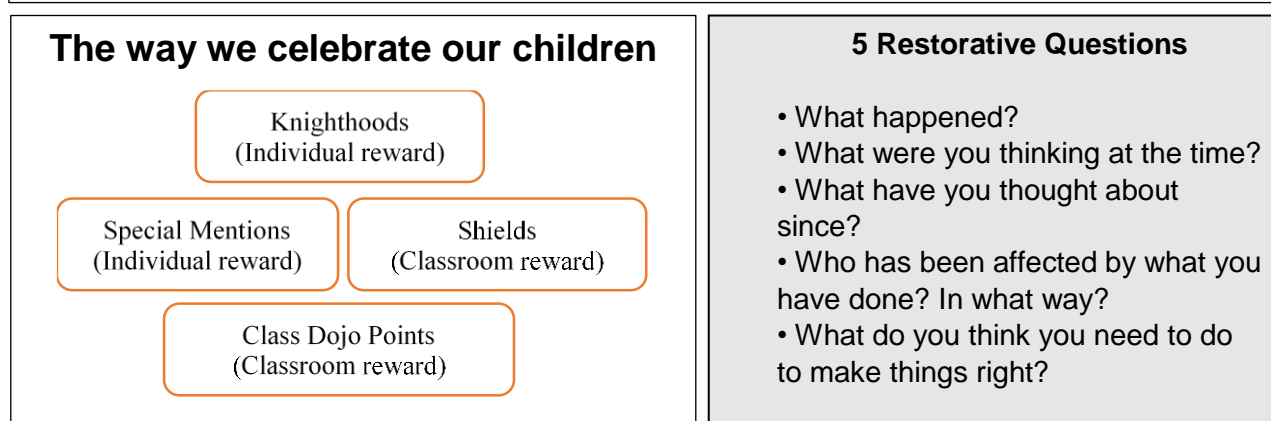 The way we celebrate our children
Knighthoods
(Individual reward)
Special Mentions
(Individual reward)
Shields
(Classroom reward)
Class Dojo Points
(Classroom reward)
5 Restorative Questions
• What happened?
• What were you thinking at the time?
• What have you thought about
since?
• Who has been affected by what you
have done? In what way?
• What do you think you need to do
to make things right?